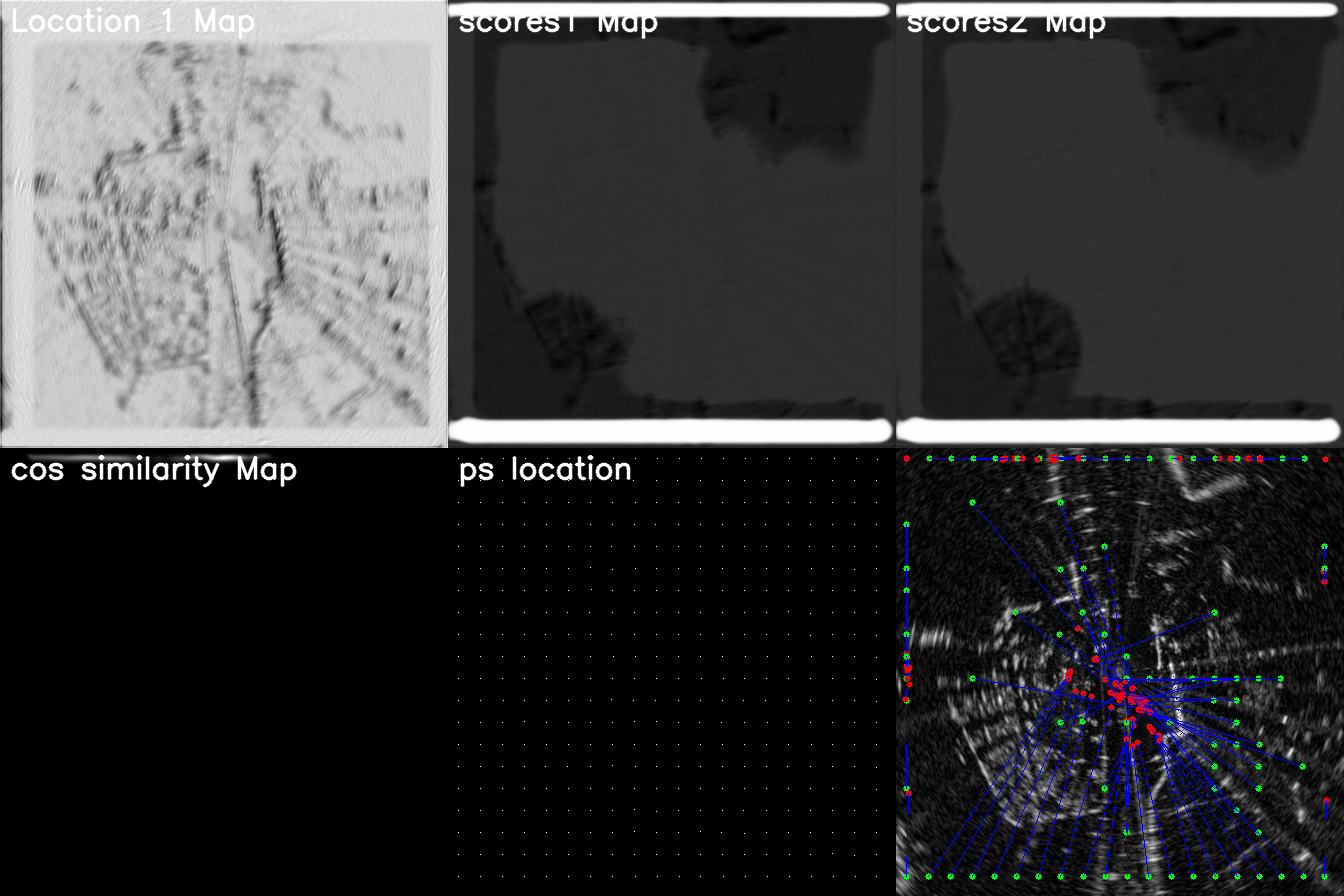 Location 1 Map
scores1 Map
scores2 Map
cos similarity Map
ps location